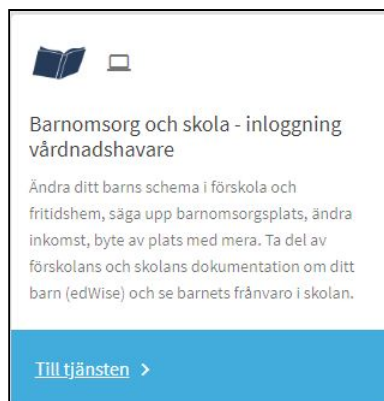 Barnomsorg och skola - inloggning
vårdnadshavare
Ändra ditt barns schema i förskola och
fritidshem, säga upp barnomsorgsplats, ändra
inkomst, byte av plats med mera. Ta del av
förskolans och skolans dokumentation om ditt
barn (edWise) och se barnets frånvaro i skolan.
Till tjänsten